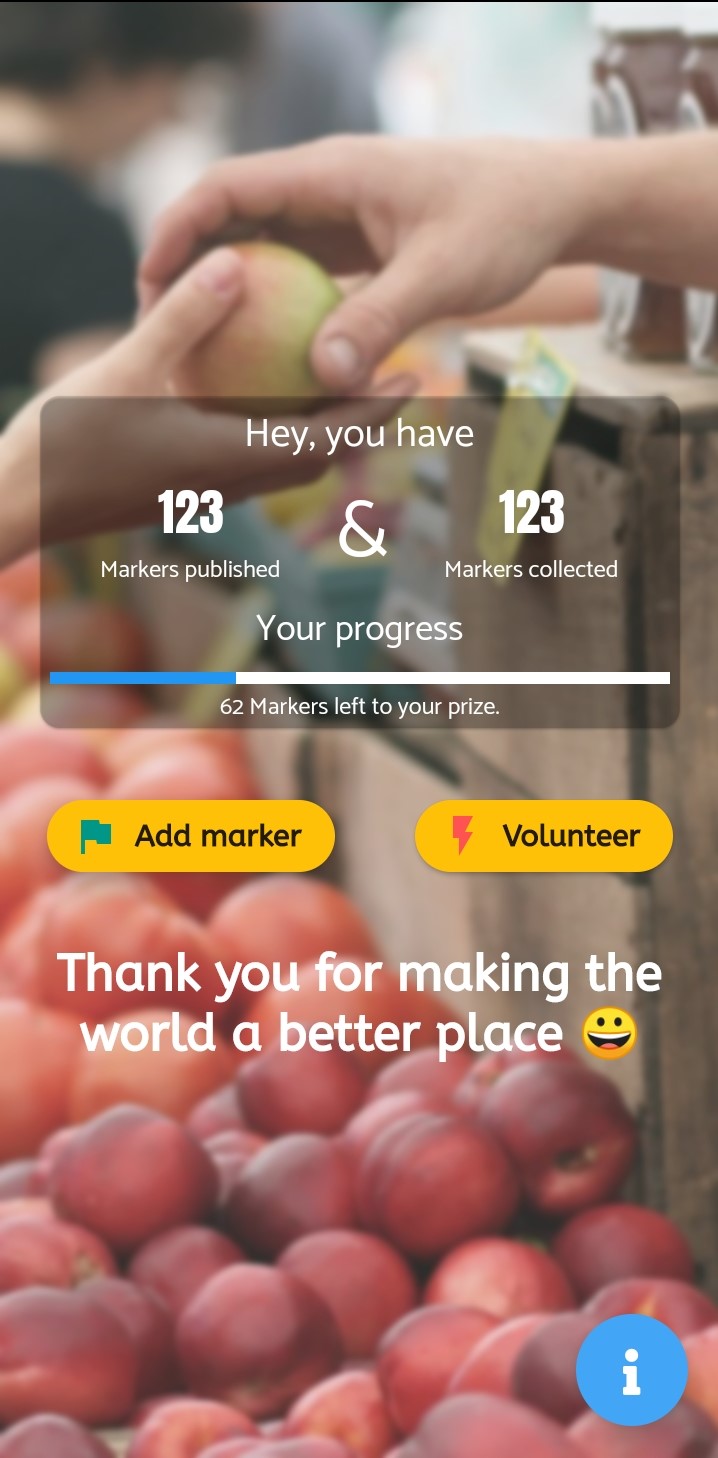 Hey, you have
123 & 123
Markers published Markers collected
Your progress
62 Markers left to your prize.
Add marker Volunteer
Thank you for making the
world a better place 😀
i